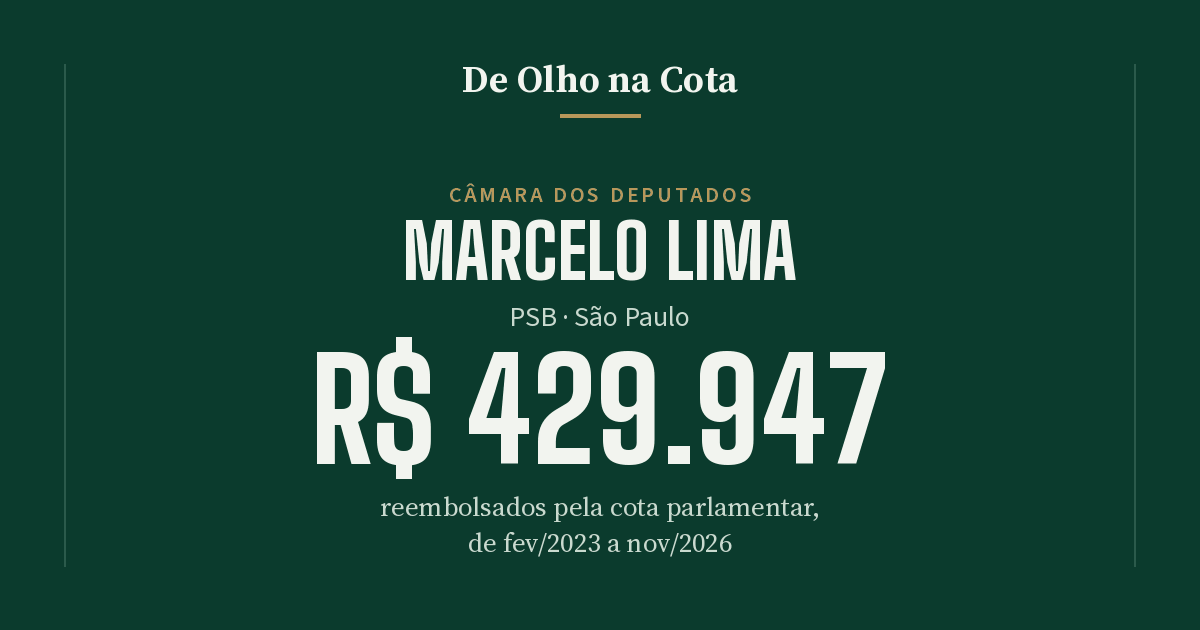 De Olho na Cota
CÂMARA DOS DEPUTADOS
MARCELO LIMA
PSB · São Paulo
R$ 429.947
reembolsados pela cota parlamentar,
de fev/2023 a nov/2026